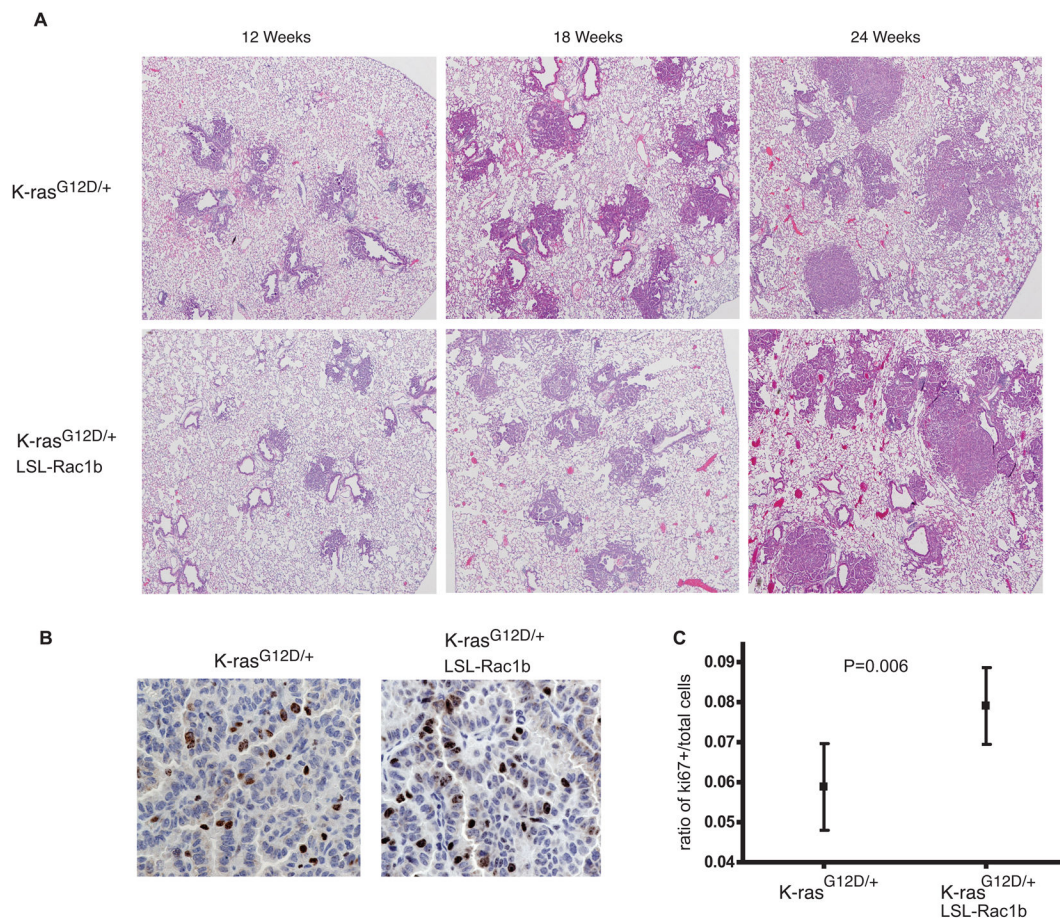 A
12 Weeks
18 Weeks
24 Weeks
K-ras^G12D/+
K-ras^G12D/+
LSL-Rac1b
B
K-ras^G12D/+
K-ras^G12D/+
LSL-Rac1b
C
P=0.006
ratio of ki67+/total cells
0.09
0.08
0.07
0.06
0.05
0.04
K-ras^G12D/+
K-ras^G12D/+
LSL-Rac1b